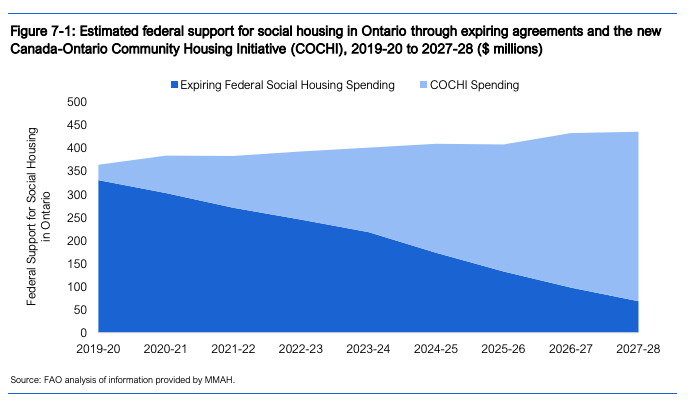 Figure 7-1: Estimated federal support for social housing in Ontario through expiring agreements and the new
Canada-Ontario Community Housing Initiative (COCHI), 2019-20 to 2027-28 ($ millions)
Expiring Federal Social Housing Spending
COCHI Spending
Federal Support for Social Housing
in Ontario
500
450
400
350
300
250
200
150
100
50
0
2019-20
2020-21
2021-22
2022-23
2023-24
2024-25
2025-26
2026-27
2027-28
Source: FAO analysis of information provided by MMAH.